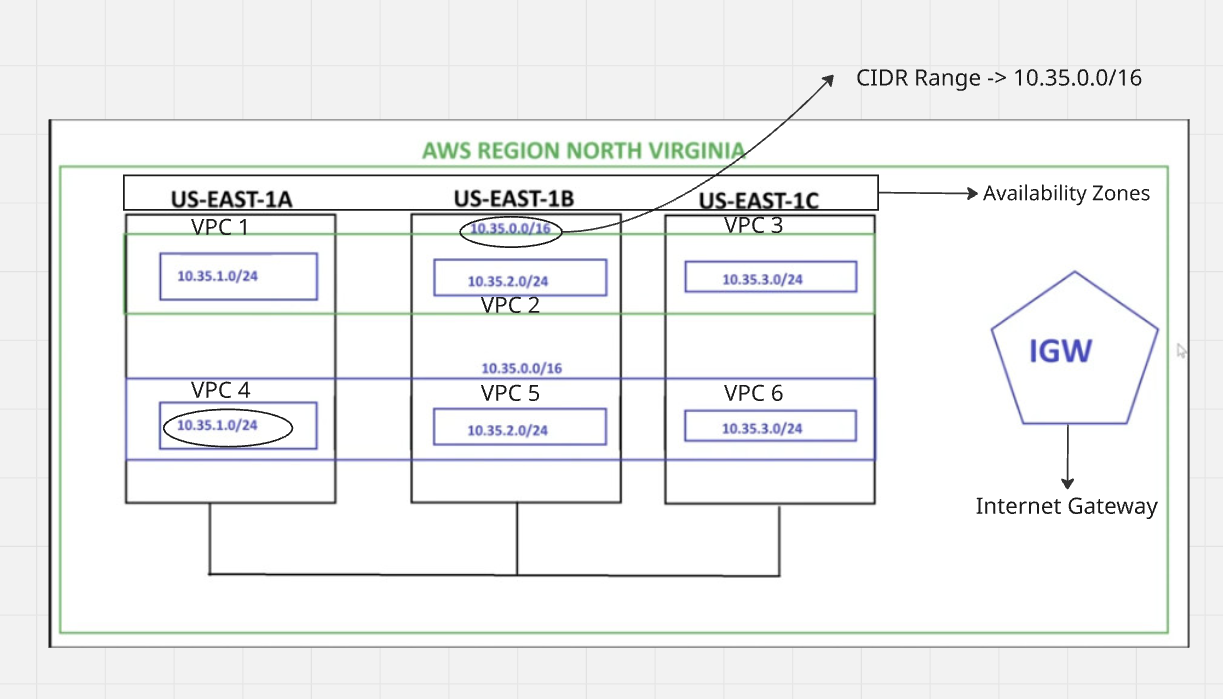 CIDR Range -> 10.35.0.0/16
AWS REGION NORTH VIRGINIA
US-EAST-1A
US-EAST-1B
US-EAST-1C
Availability Zones
VPC 1
10.35.0.0/16
VPC 3
10.35.1.0/24
10.35.2.0/24
10.35.3.0/24
VPC 2
IGW
10.35.0.0/16
VPC 4
VPC 5
VPC 6
10.35.1.0/24
10.35.2.0/24
10.35.3.0/24
Internet Gateway